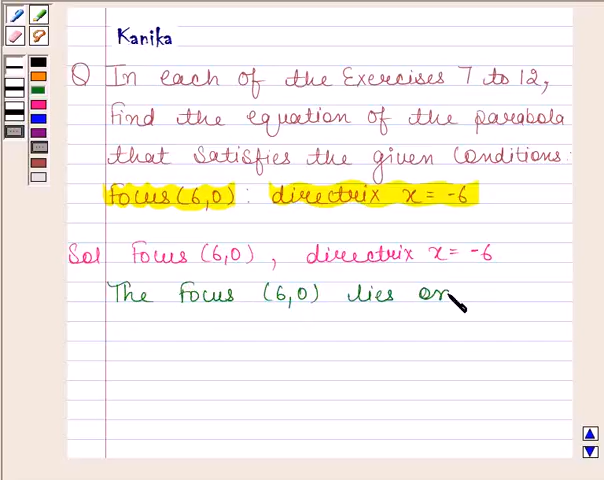 Kanika
Q In each of the Exercises 7 to 12,
find the equation of the parabola
that satisfies the given conditions:
Focus (6,0) : directrix x = -6
Sol Focus (6,0), directrix x = -6
The Focus (6,0) lies on